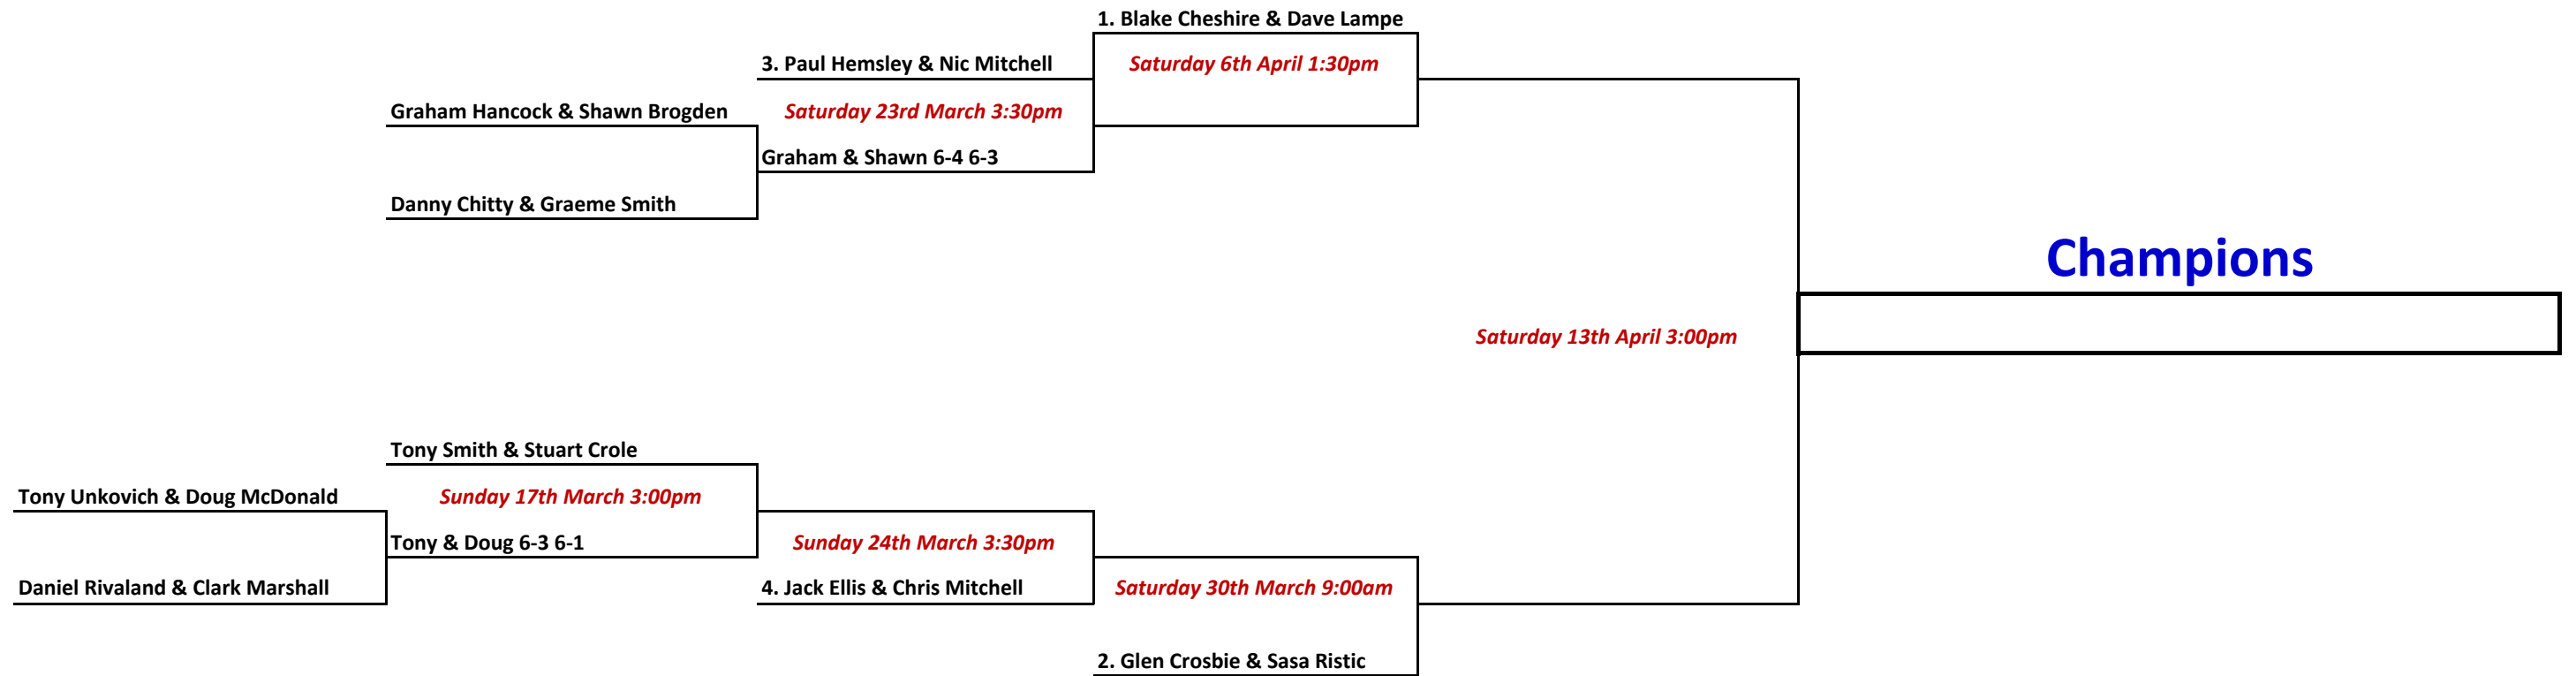 1. Blake Cheshire & Dave Lampe
3. Paul Hemsley & Nic Mitchell
Saturday 6th April 1:30pm
Graham Hancock & Shawn Brogden
Saturday 23rd March 3:30pm
Graham & Shawn 6-4 6-3
Danny Chitty & Graeme Smith
Champions
Saturday 13th April 3:00pm
Tony Smith & Stuart Crole
Tony Unkovich & Doug McDonald
Sunday 17th March 3:00pm
Tony & Doug 6-3 6-1
Sunday 24th March 3:30pm
Daniel Rivaland & Clark Marshall
4. Jack Ellis & Chris Mitchell
Saturday 30th March 9:00am
2. Glen Crosbie & Sasa Ristic